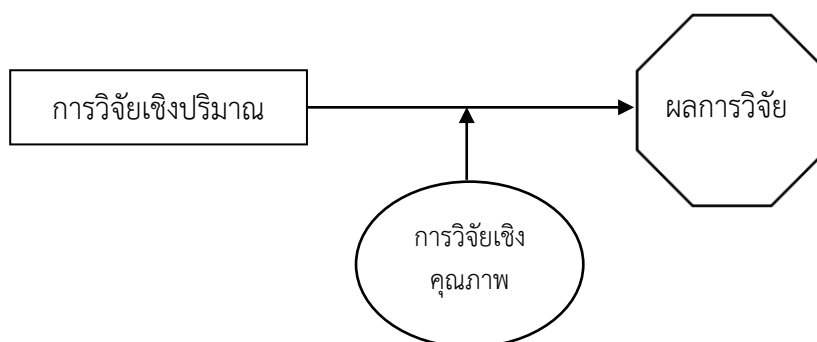 การวิจัยเชิงปริมาณ
ผลการวิจัย
การวิจัยเชิง
คุณภาพ